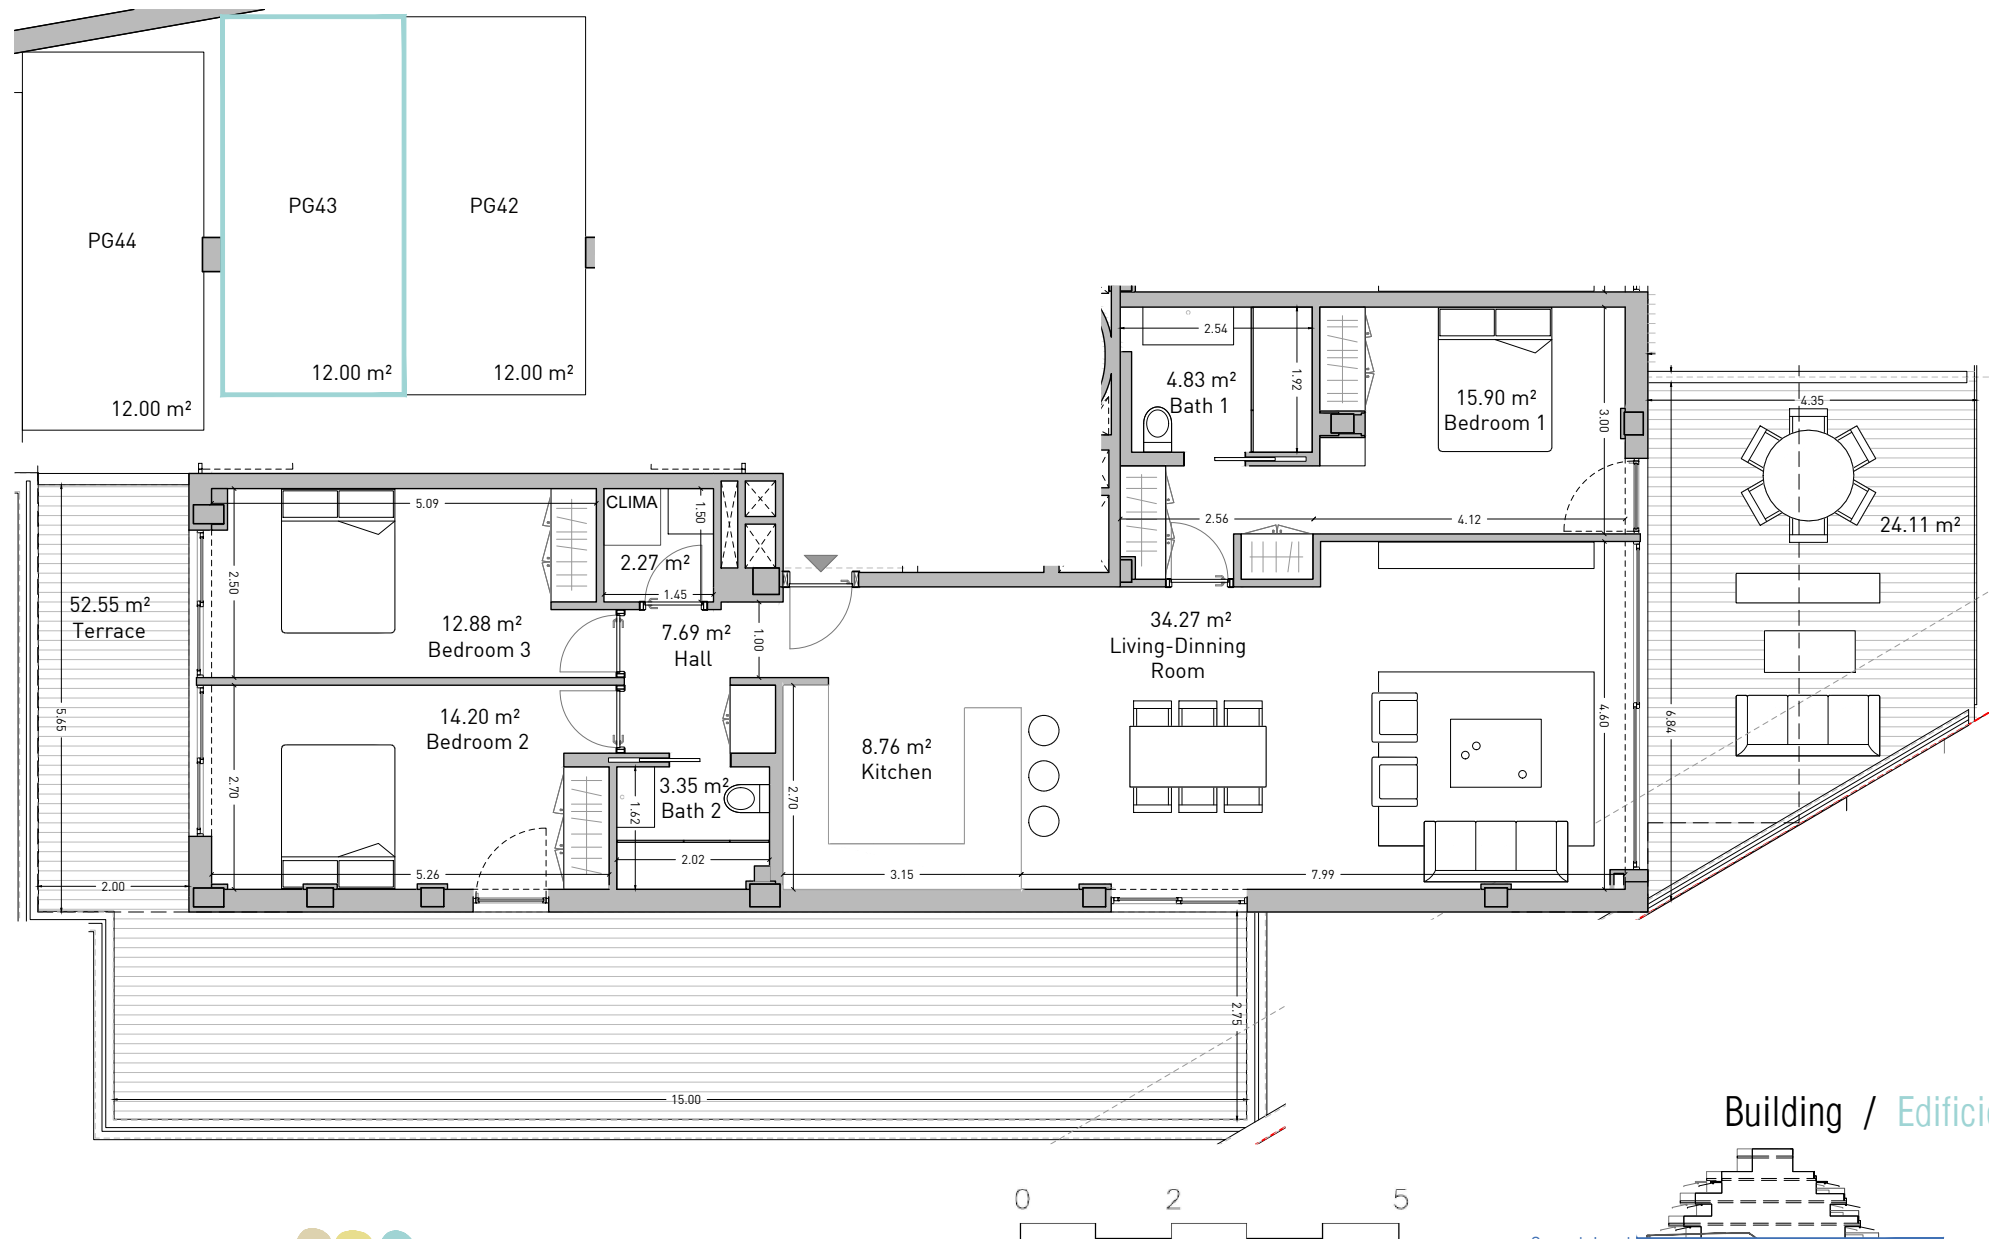 PG44
12.00 m²
PG43
12.00 m²
PG42
12.00 m²
2.54
1.92
4.83 m²
Bath 1
15.90 m²
Bedroom 1
3.00
4.35
24.11 m²
2.56
4.12
5.09
CLIMA
1.50
2.27 m²
1.45
2.50
52.55 m²
Terrace
12.88 m²
Bedroom 3
7.69 m²
Hall
1.00
34.27 m²
Living-Dinning
Room
5.65
14.20 m²
Bedroom 2
8.76 m²
Kitchen
4.60
6.84
2.70
3.35 m²
Bath 2
1.62
2.70
2.02
2.00
5.26
3.15
7.99
2.75
15.00
Building / Edifici
0 2 5